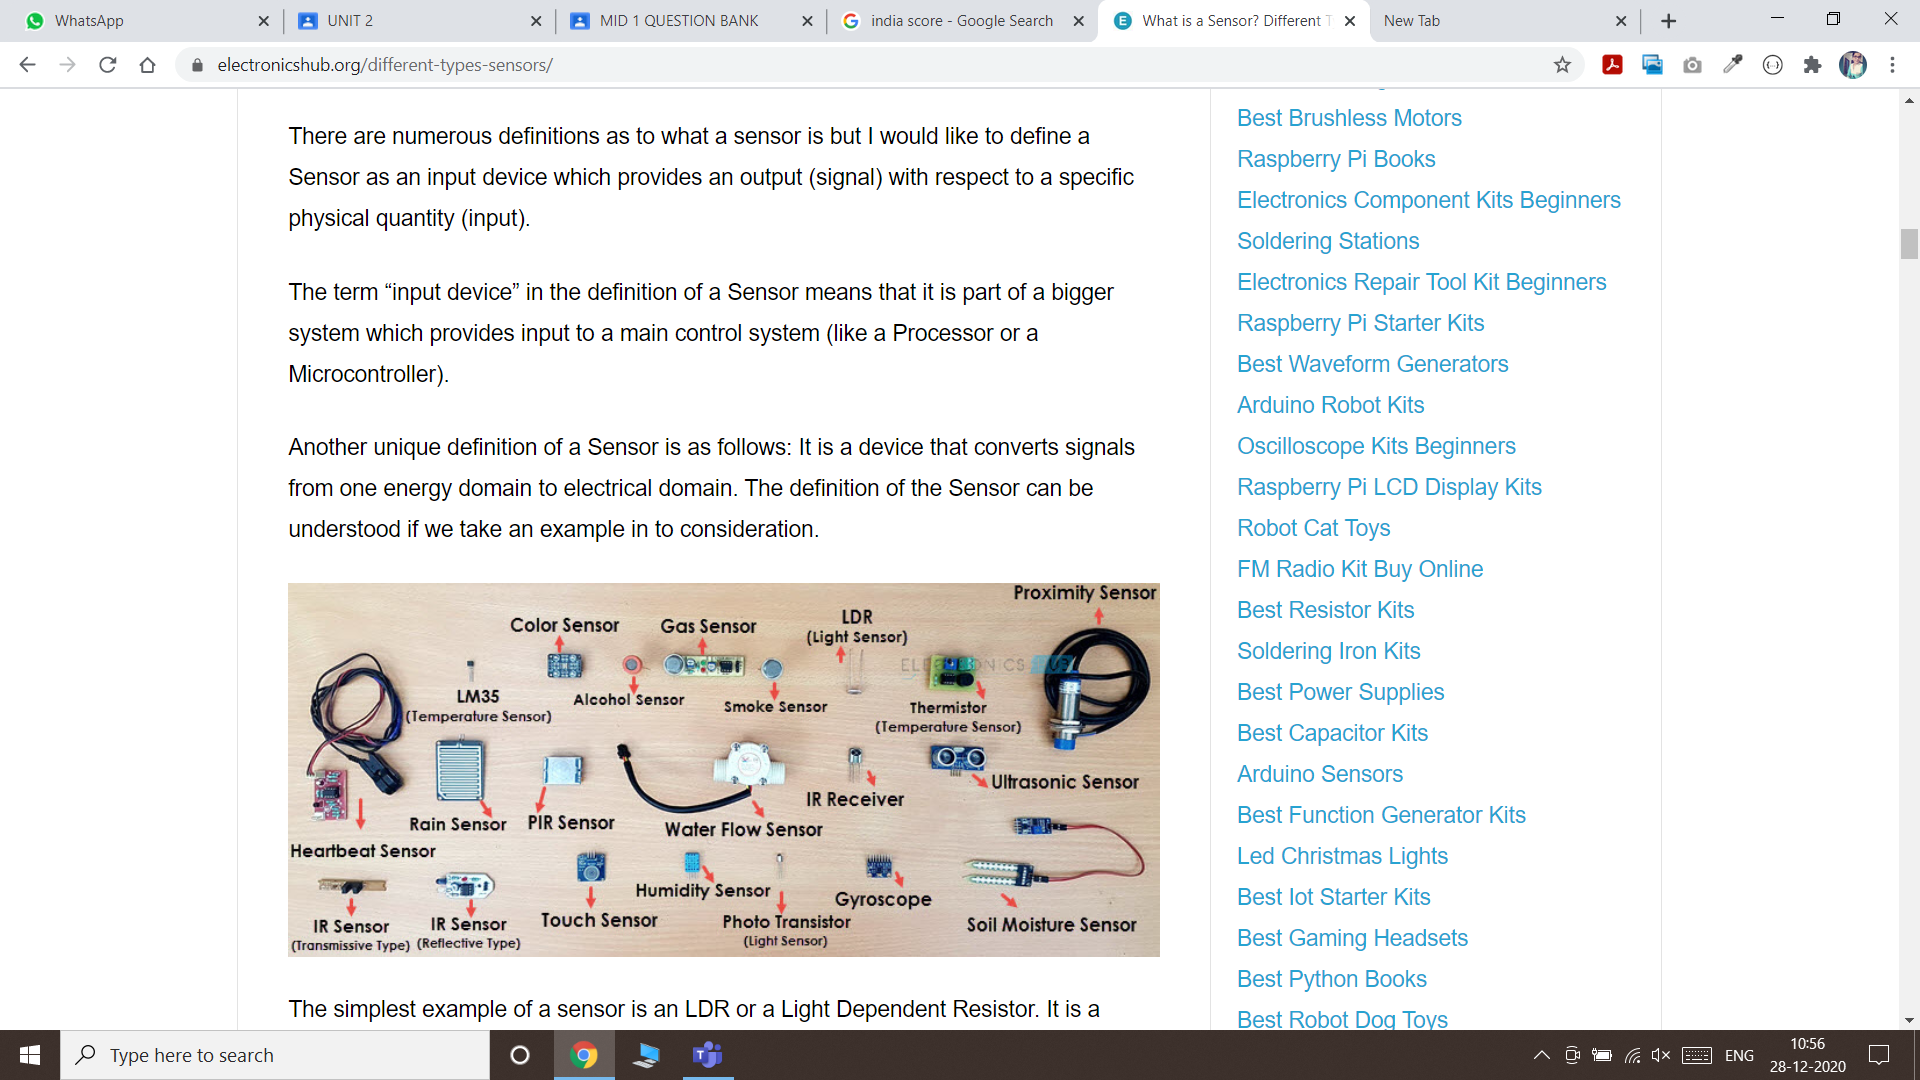 WhatsApp
UNIT 2
MID 1 QUESTION BANK
india score - Google Search
What is a Sensor? Different T
New Tab
electronicshub.org/different-types-sensors/
There are numerous definitions as to what a sensor is but I would like to define a
Sensor as an input device which provides an output (signal) with respect to a specific
physical quantity (input).
The term “input device” in the definition of a Sensor means that it is part of a bigger
system which provides input to a main control system (like a Processor or a
Microcontroller).
Another unique definition of a Sensor is as follows: It is a device that converts signals
from one energy domain to electrical domain. The definition of the Sensor can be
understood if we take an example in to consideration.
Proximity Sensor
Color Sensor
Gas Sensor
LDR
(Light Sensor)
LM35
(Temperature Sensor)
Alcohol Sensor
Smoke Sensor
Thermistor
(Temperature Sensor)
Ultrasonic Sensor
IR Receiver
Rain Sensor
PIR Sensor
Water Flow Sensor
Heartbeat Sensor
Humidity Sensor
Gyroscope
IR Sensor
(Transmissive Type)
IR Sensor
(Reflective Type)
Touch Sensor
Photo Transistor
(Light Sensor)
Soil Moisture Sensor
The simplest example of a sensor is an LDR or a Light Dependent Resistor. It is a
Best Brushless Motors
Raspberry Pi Books
Electronics Component Kits Beginners
Soldering Stations
Electronics Repair Tool Kit Beginners
Raspberry Pi Starter Kits
Best Waveform Generators
Arduino Robot Kits
Oscilloscope Kits Beginners
Raspberry Pi LCD Display Kits
Robot Cat Toys
FM Radio Kit Buy Online
Best Resistor Kits
Soldering Iron Kits
Best Power Supplies
Best Capacitor Kits
Arduino Sensors
Best Function Generator Kits
Led Christmas Lights
Best Iot Starter Kits
Best Gaming Headsets
Best Python Books
Best Robot Dog Toys
Type here to search
ENG
10:56
28-12-2020